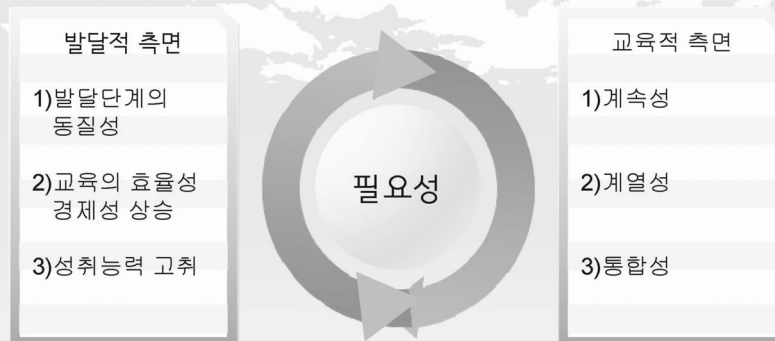 발달적 측면
1)발달단계의
동질성
2)교육의 효율성
경제성 상승
3)성취능력 고취
필요성
교육적 측면
1)계속성
2)계열성
3)통합성